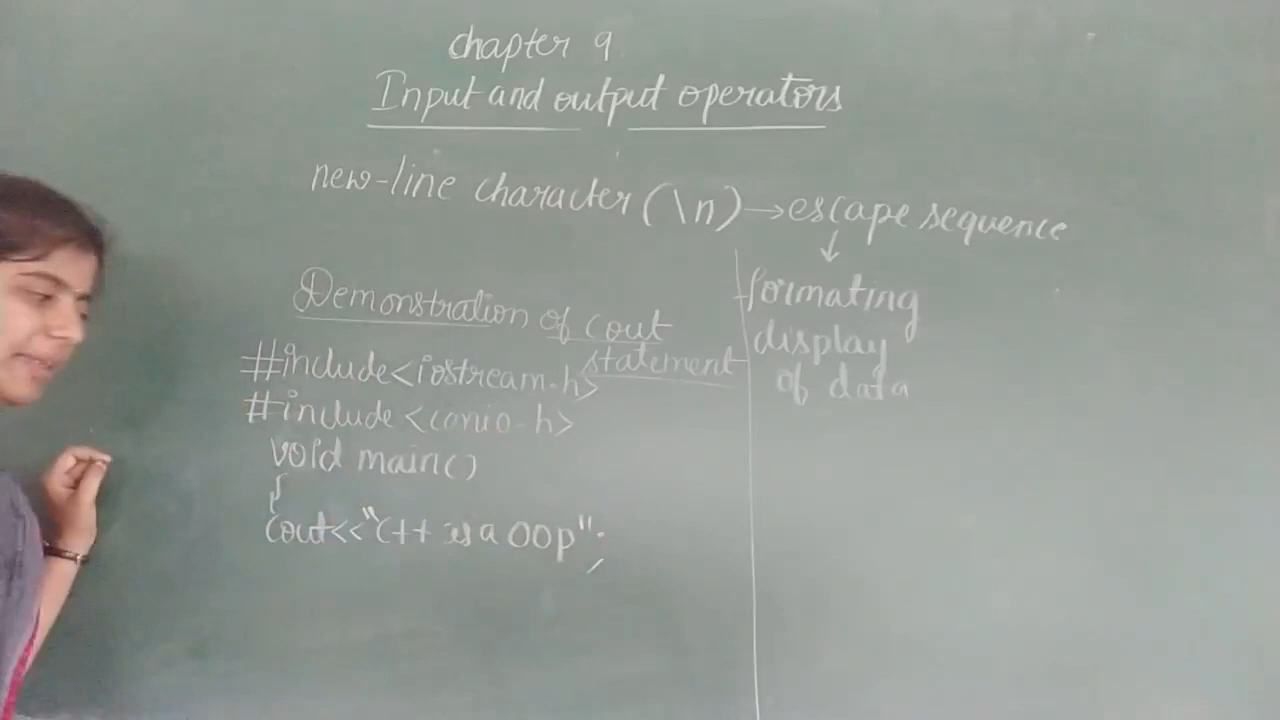 chapter 9
Input and output operators
new-line character (\n) → escape sequence
↓
formating
display
of data
Demonstration of cout
statement
#include<iostream.h>
#include<conio.h>
void main()
{
cout<<"C++ is a OOP";